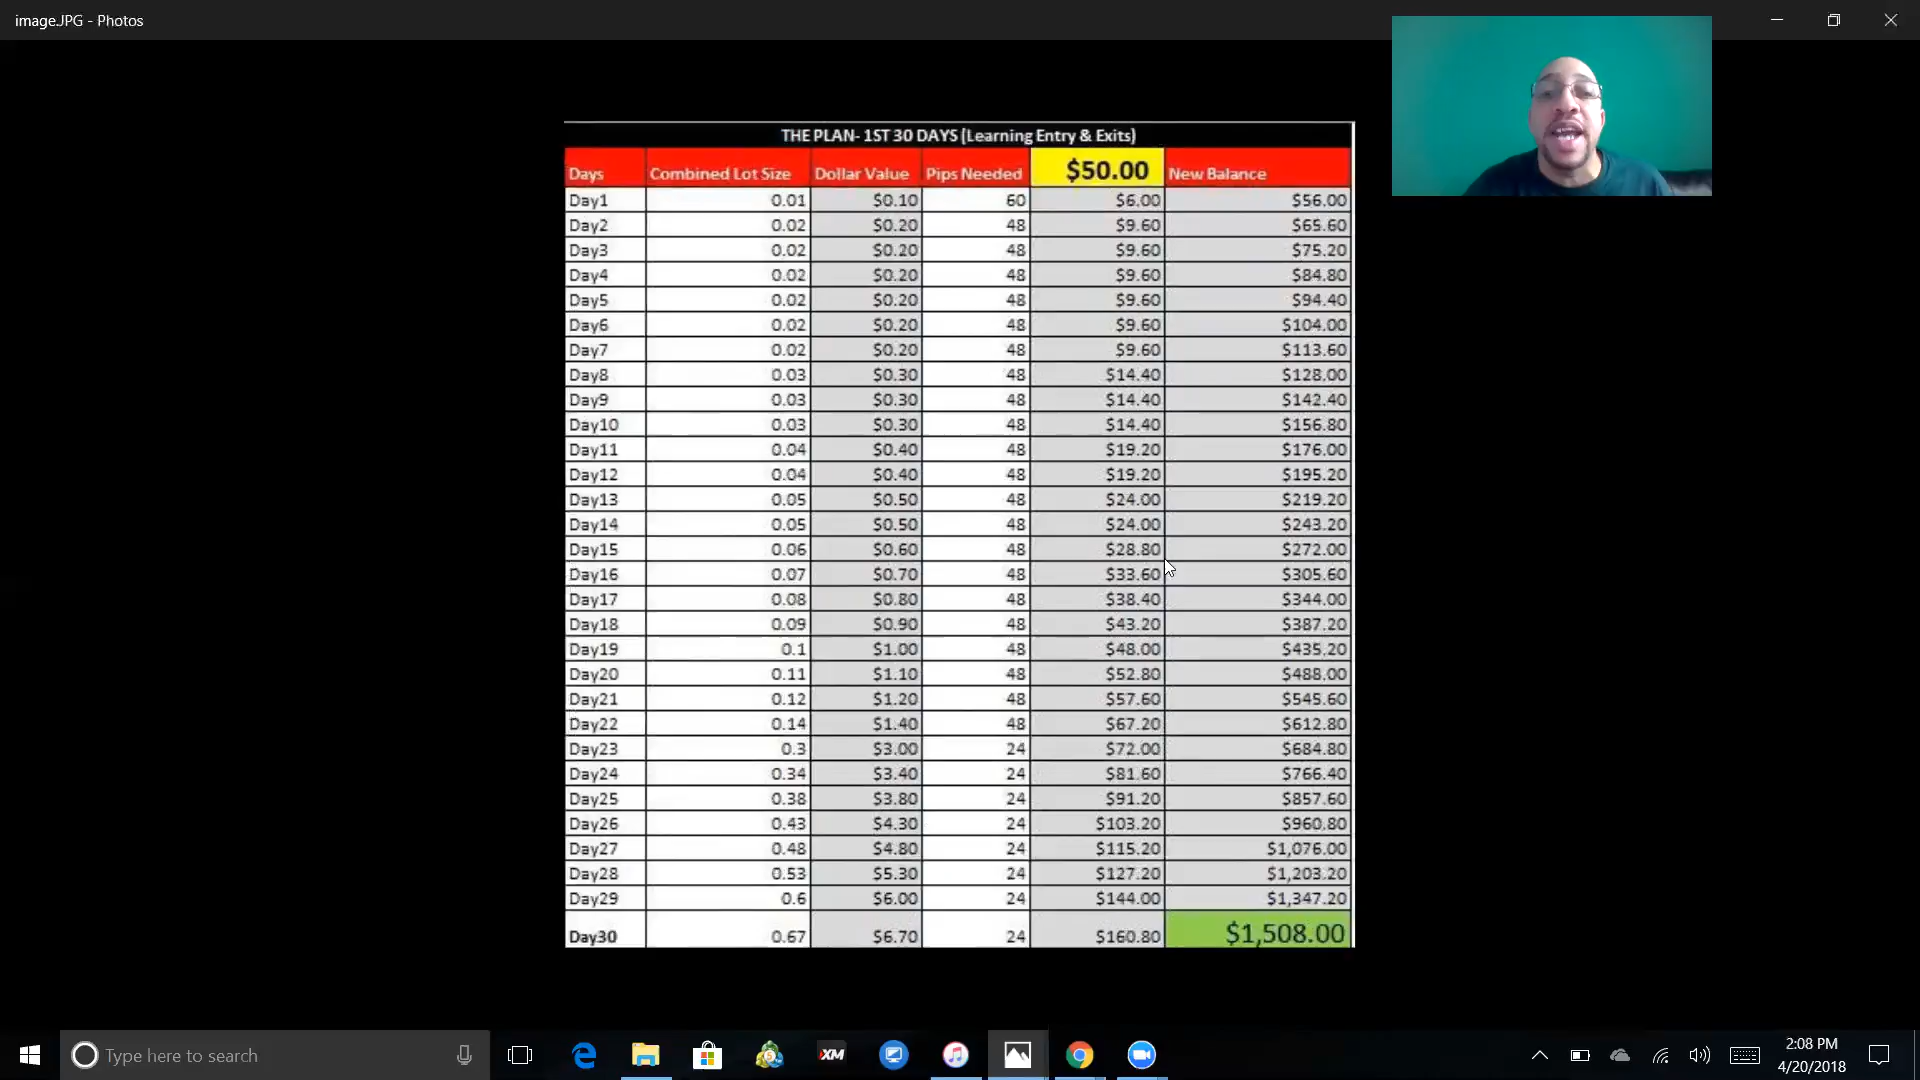 image.JPG - Photos
THE PLAN- 1ST 30 DAYS (Learning Entry & Exits)
Days Combined Lot Size Dollar Value Pips Needed $50.00 New Balance
Day1 0.01 $0.10 60 $6.00 $56.00
Day2 0.02 $0.20 48 $9.60 $65.60
Day3 0.02 $0.20 48 $9.60 $75.20
Day4 0.02 $0.20 48 $9.60 $84.80
Day5 0.02 $0.20 48 $9.60 $94.40
Day6 0.02 $0.20 48 $9.60 $104.00
Day7 0.02 $0.20 48 $9.60 $113.60
Day8 0.03 $0.30 48 $14.40 $128.00
Day9 0.03 $0.30 48 $14.40 $142.40
Day10 0.03 $0.30 48 $14.40 $156.80
Day11 0.04 $0.40 48 $19.20 $176.00
Day12 0.04 $0.40 48 $19.20 $195.20
Day13 0.05 $0.50 48 $24.00 $219.20
Day14 0.05 $0.50 48 $24.00 $243.20
Day15 0.06 $0.60 48 $28.80 $272.00
Day16 0.07 $0.70 48 $33.60 $305.60
Day17 0.08 $0.80 48 $38.40 $344.00
Day18 0.09 $0.90 48 $43.20 $387.20
Day19 0.1 $1.00 48 $48.00 $435.20
Day20 0.11 $1.10 48 $52.80 $488.00
Day21 0.12 $1.20 48 $57.60 $545.60
Day22 0.14 $1.40 48 $67.20 $612.80
Day23 0.3 $3.00 24 $72.00 $684.80
Day24 0.34 $3.40 24 $81.60 $766.40
Day25 0.38 $3.80 24 $91.20 $857.60
Day26 0.43 $4.30 24 $103.20 $960.80
Day27 0.48 $4.80 24 $115.20 $1,076.00
Day28 0.53 $5.30 24 $127.20 $1,203.20
Day29 0.6 $6.00 24 $144.00 $1,347.20
Day30 0.67 $6.70 24 $160.80 $1,508.00
Type here to search
XM
2:08 PM
4/20/2018